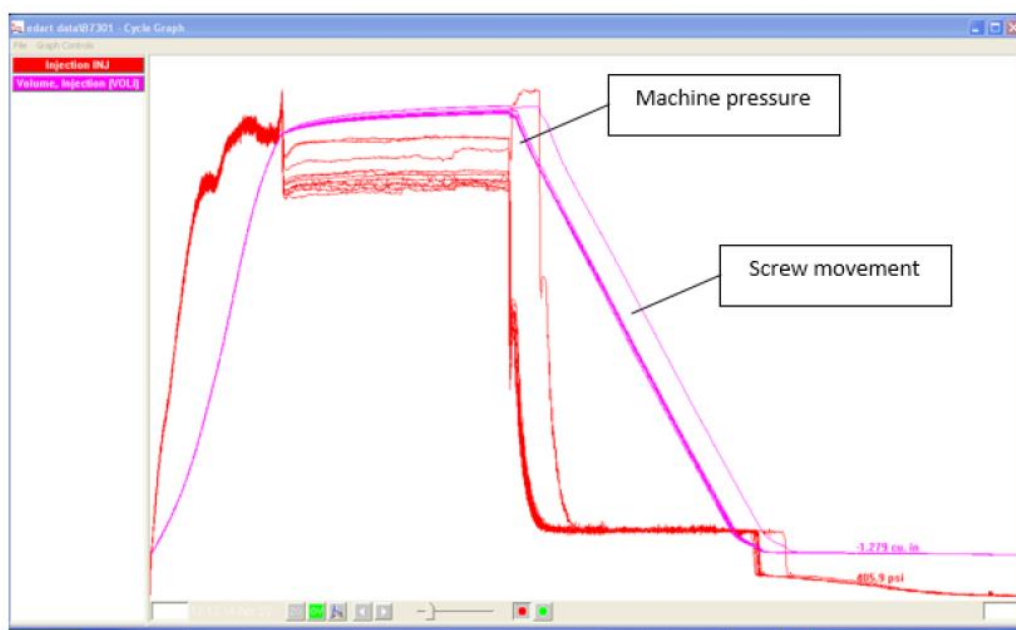 edart data\B7301 - Cycle Graph
File Graph Controls
Injection INJ
Volume, Injection (VOLI)
Machine pressure
Screw movement
-1.279 cu. in
405.9 psi